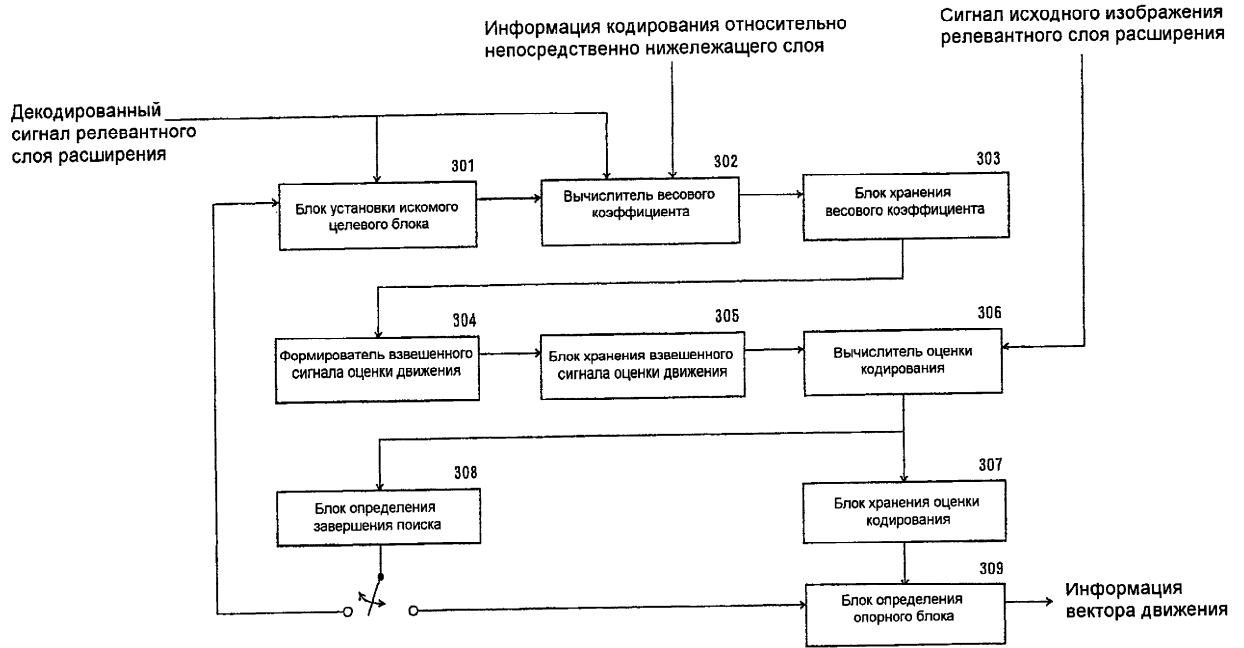 Информация кодирования относительно
непосредственно нижележащего слоя
Сигнал исходного изображения
релевантного слоя расширения
Декодированный
сигнал релевантного
слоя расширения
301
Блок установки искомого
целевого блока
302
Вычислитель весового
коэффициента
303
Блок хранения
весового коэффициента
304
Формирователь взвешенного
сигнала оценки движения
305
Блок хранения взвешенного
сигнала оценки движения
306
Вычислитель оценки
кодирования
308
Блок определения
завершения поиска
307
Блок хранения оценки
кодирования
309
Блок определения
опорного блока
Информация
вектора движения